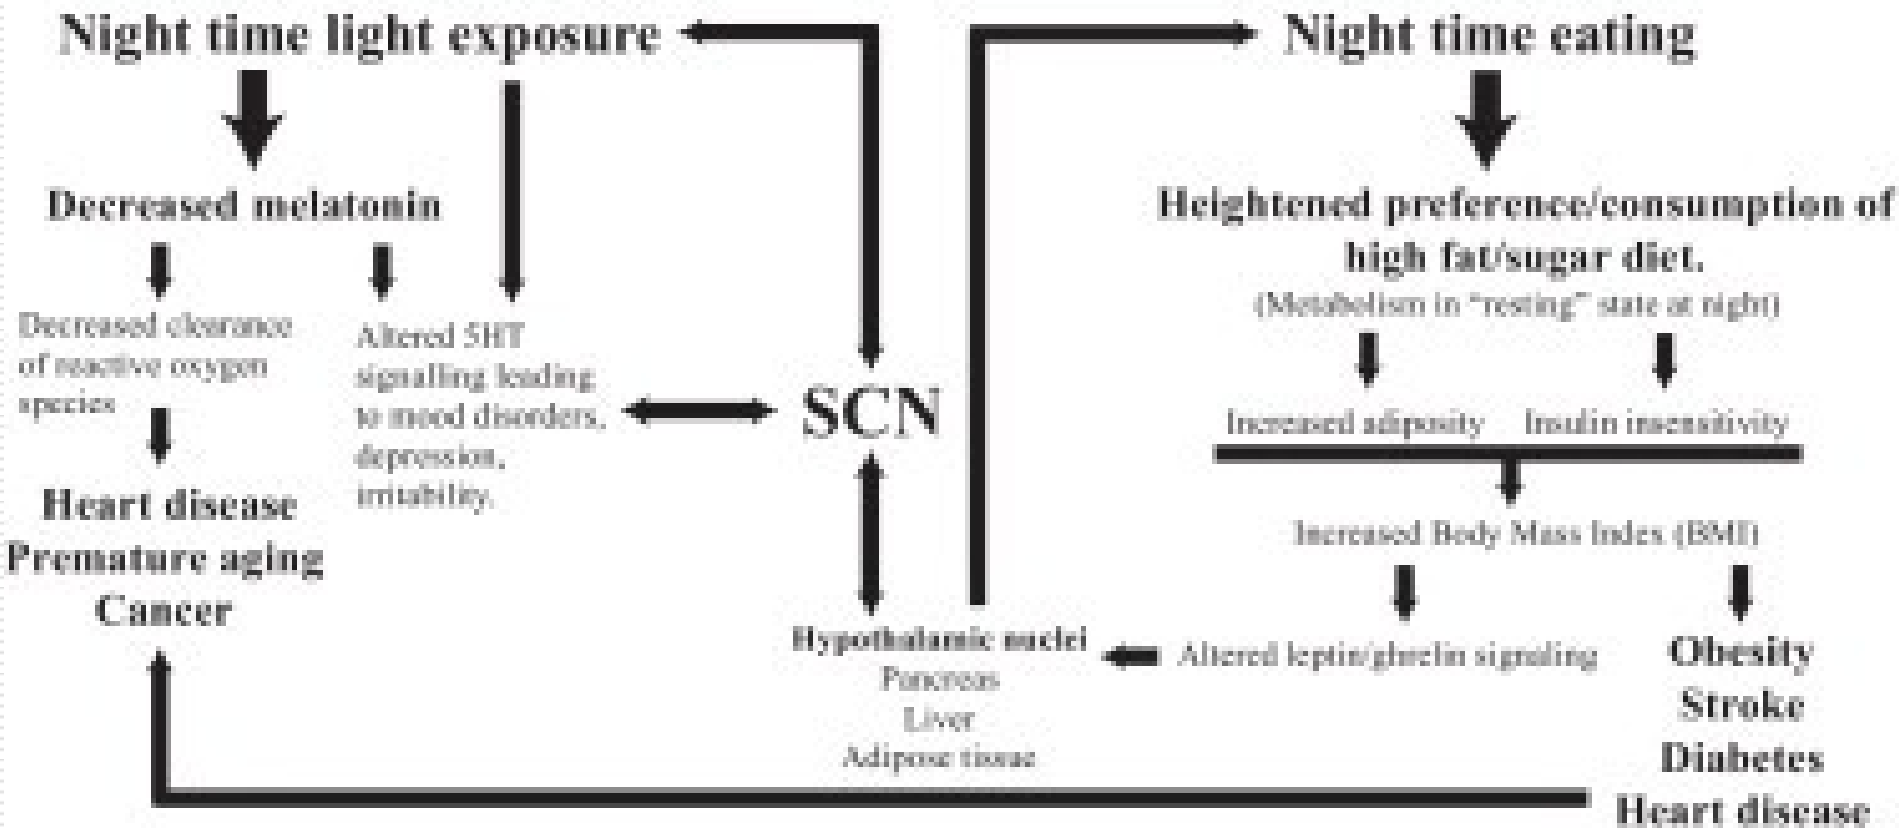 Night time light exposure
Night time eating
Decreased melatonin
Heightened preference/consumption of
high fat/sugar diet.
(Metabolism in "resting" state at night)
Decreased clearance
of reactive oxygen
species
Altered 5HT
signalling leading
to mood disorders,
depression,
irritability.
SCN
Increased adiposity
Insulin insensitivity
Heart disease
Premature aging
Cancer
Increased Body Mass Index (BMI)
Hypothalamic nuclei
Pancreas
Liver
Adipose tissue
Altered leptin/ghrelin signaling
Obesity
Stroke
Diabetes
Heart disease